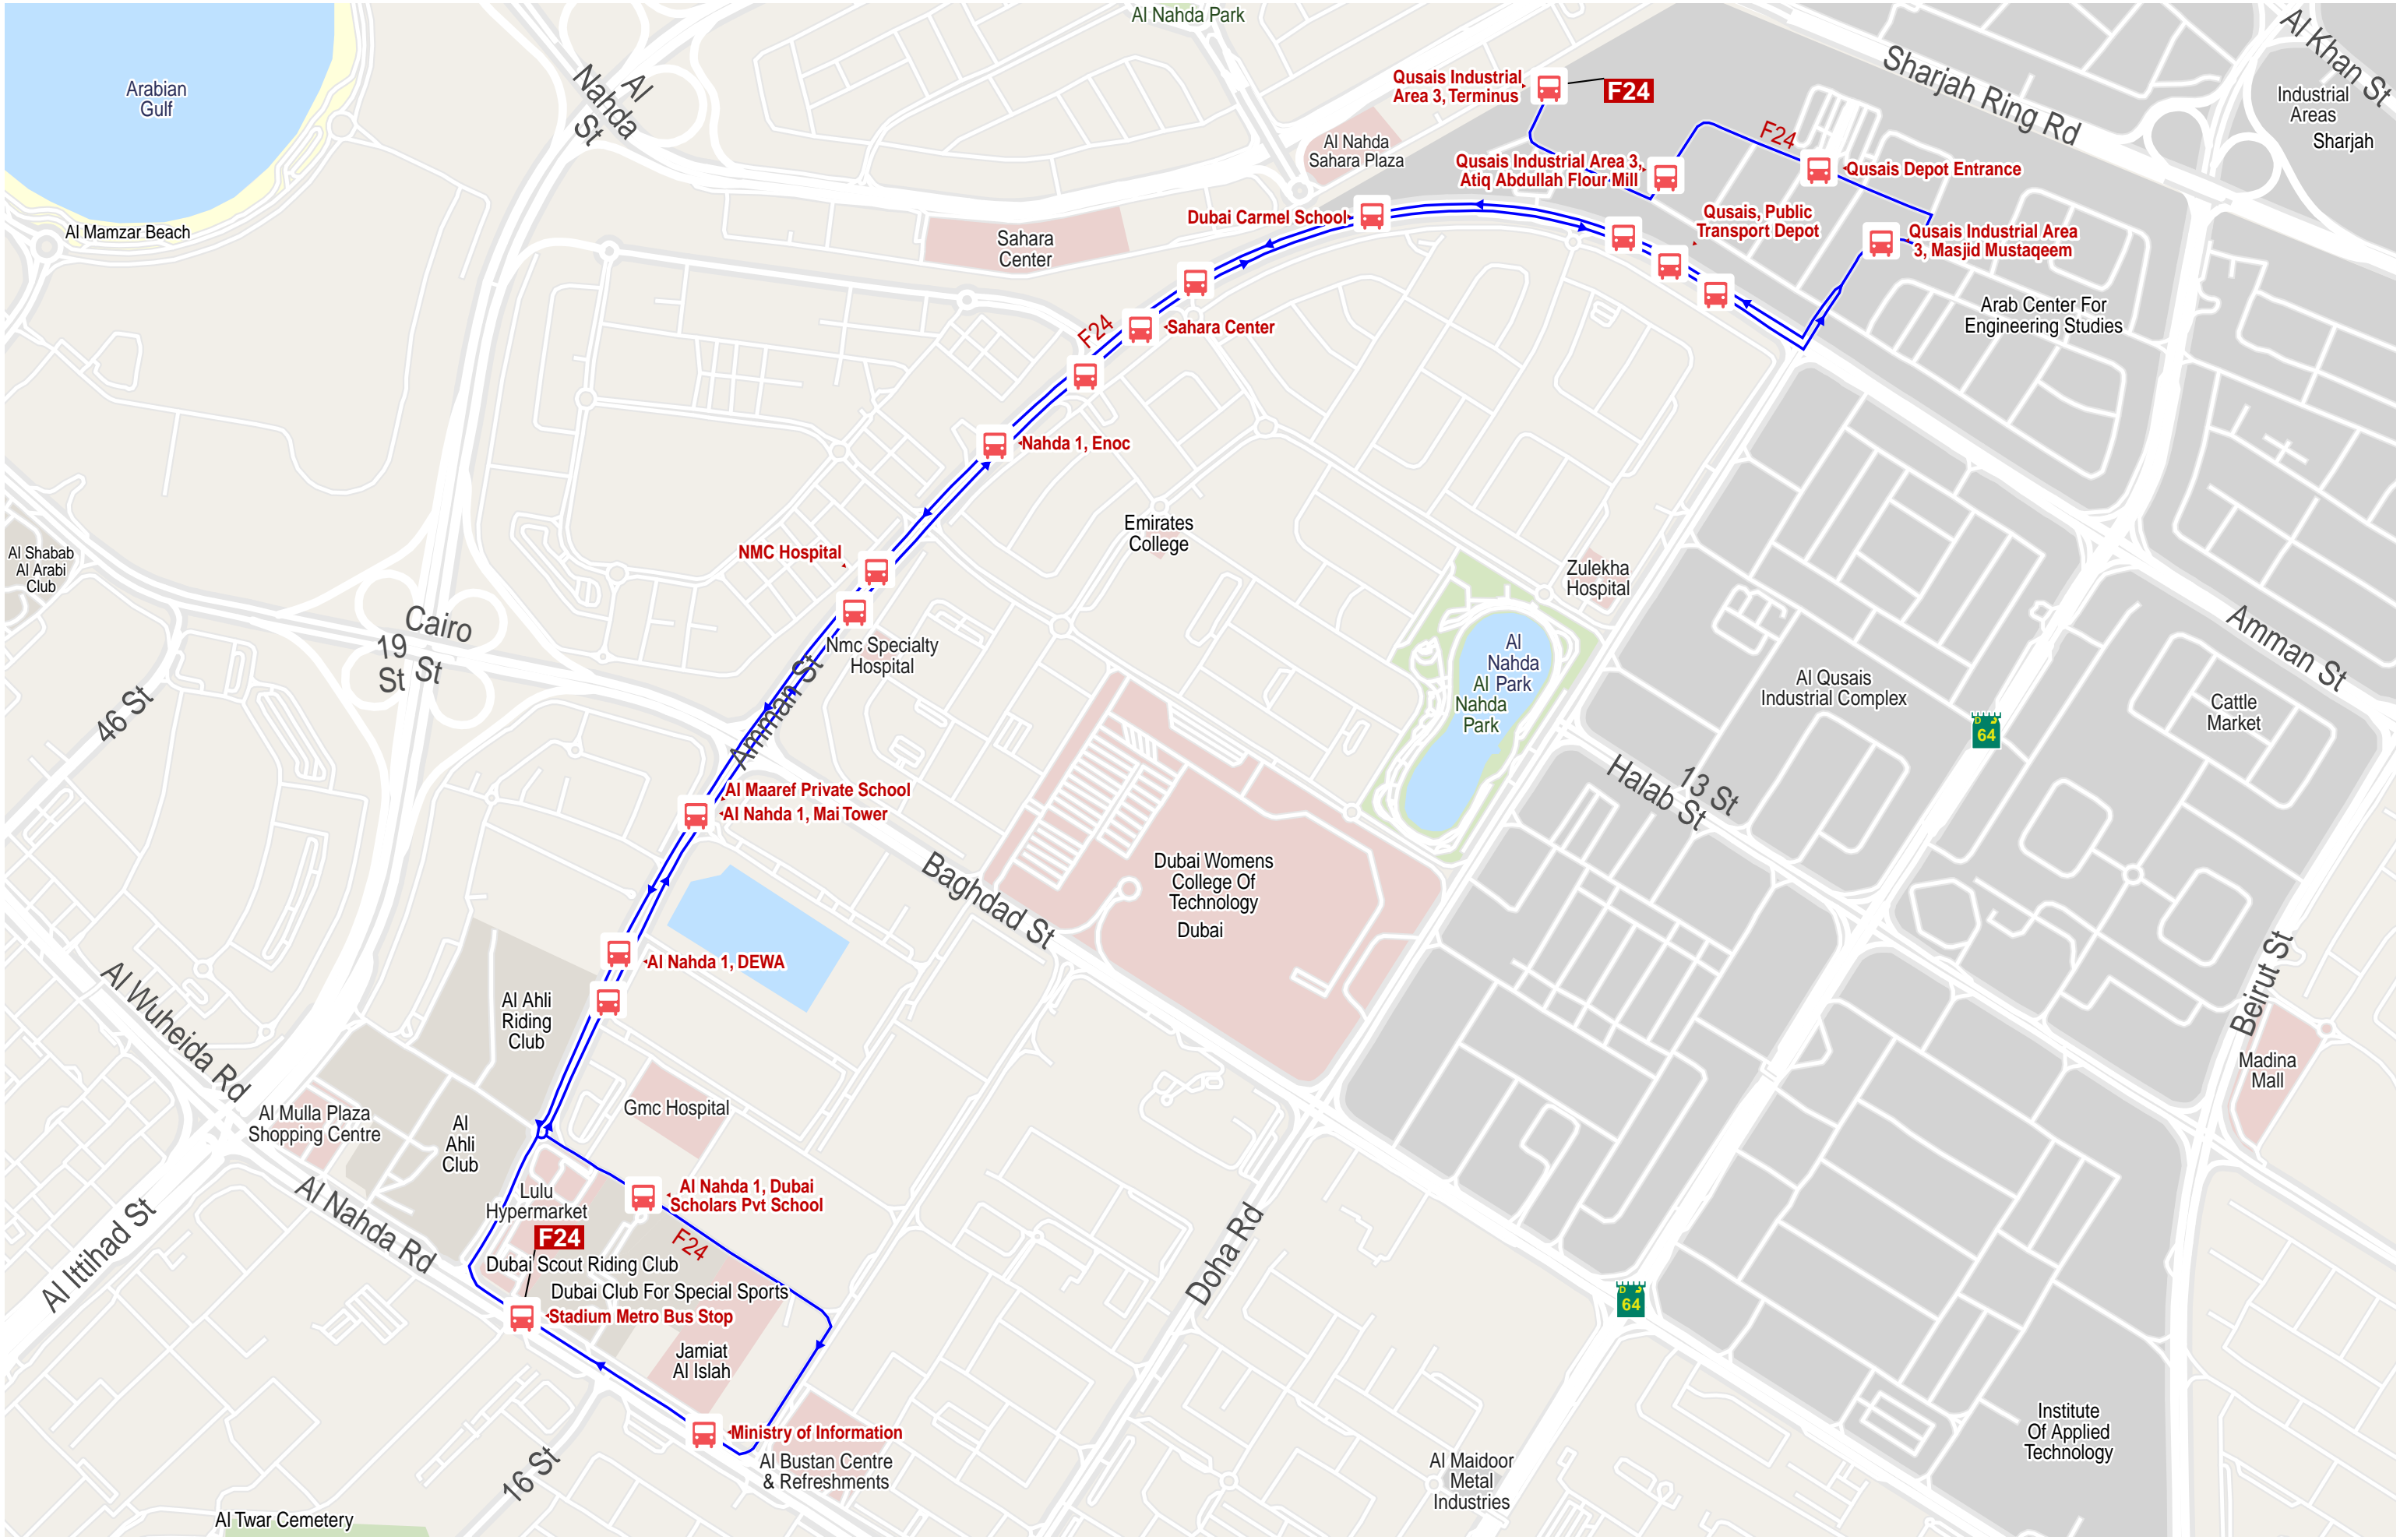 Al Nahda Park
Al Khan St
Sharjah Ring Rd
Al
Nahda
St
Arabian
Gulf
Qusais Industrial
Area 3, Terminus
F24
Industrial
Areas
Sharjah
F24
Al Nahda
Sahara Plaza
Qusais Industrial Area 3,
Atiq Abdullah Flour Mill
Qusais Depot Entrance
Dubai Carmel School
Qusais, Public
Transport Depot
Al Mamzar Beach
Sahara
Center
Qusais Industrial Area
3, Masjid Mustaqeem
Arab Center For
Engineering Studies
F24
Sahara Center
Nahda 1, Enoc
Emirates
College
Al Shabab
Al Arabi
Club
NMC Hospital
Zulekha
Hospital
Cairo
St
19
St
Nmc Specialty
Hospital
Al
Nahda
Park
Al
Nahda
Park
Amman St
Al Qusais
Industrial Complex
46 St
Cattle
Market
D
64
Amman St
13 St
Halab St
Al Maaref Private School
Al Nahda 1, Mai Tower
Baghdad St
Dubai Womens
College Of
Technology
Dubai
Al Nahda 1, DEWA
Beirut St
Al Wuheida Rd
Al Ahli
Riding
Club
Madina
Mall
Al Mulla Plaza
Shopping Centre
Gmc Hospital
Al
Ahli
Club
Al Nahda 1, Dubai
Scholars Pvt School
Lulu
Hypermarket
Al Nahda Rd
F24
F24
Doha Rd
Al Ittihad St
Dubai Scout Riding Club
Dubai Club For Special Sports
Stadium Metro Bus Stop
D
64
Jamiat
Al Islah
Ministry of Information
Al Bustan Centre
& Refreshments
16 St
Institute
Of Applied
Technology
Al Maidoor
Metal
Industries
Al Twar Cemetery